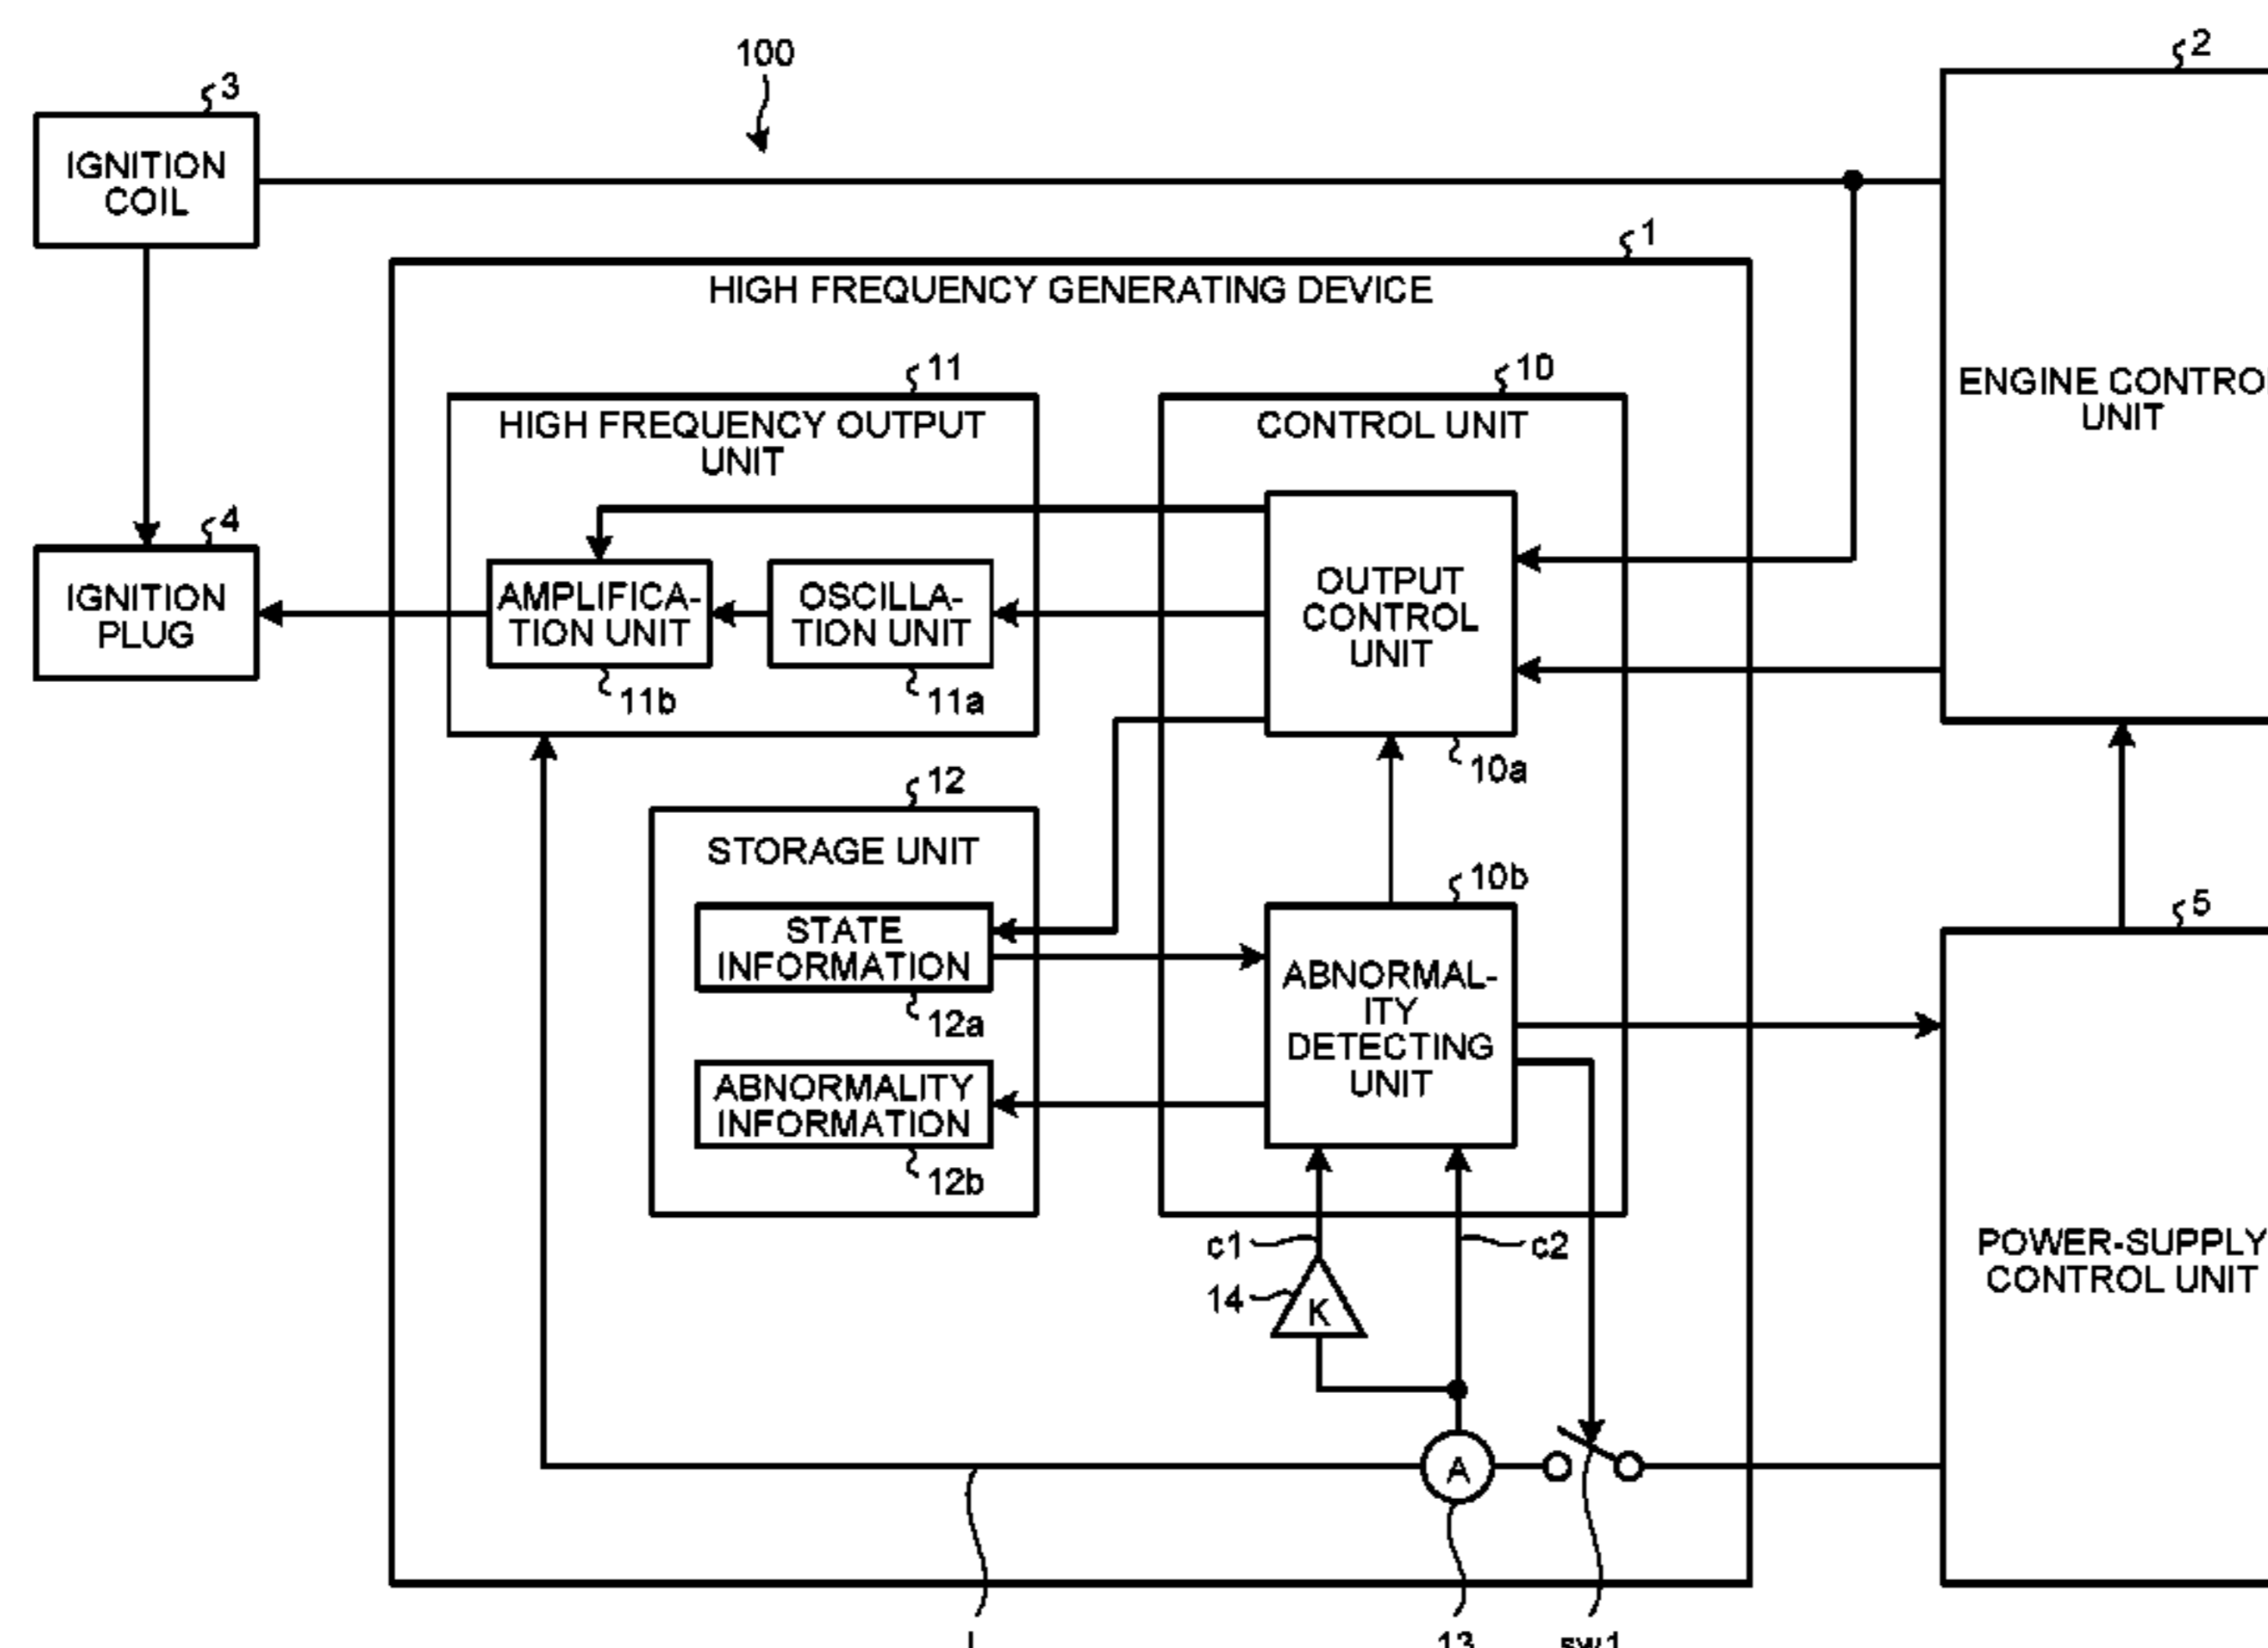 100
2
3
IGNITION
COIL
1
HIGH FREQUENCY GENERATING DEVICE
11
10
HIGH FREQUENCY OUTPUT
UNIT
CONTROL UNIT
ENGINE CONTRO
UNIT
4
IGNITION
PLUG
AMPLIFICA-
TION UNIT
OSCILLA-
TION UNIT
OUTPUT
CONTROL
UNIT
11b
11a
10a
12
STORAGE UNIT
10b
5
STATE
INFORMATION
12a
ABNORMAL-
ITY
DETECTING
UNIT
ABNORMALITY
INFORMATION
12b
c1
c2
14
K
POWER-SUPPLY
CONTROL UNIT
A
13
sw1